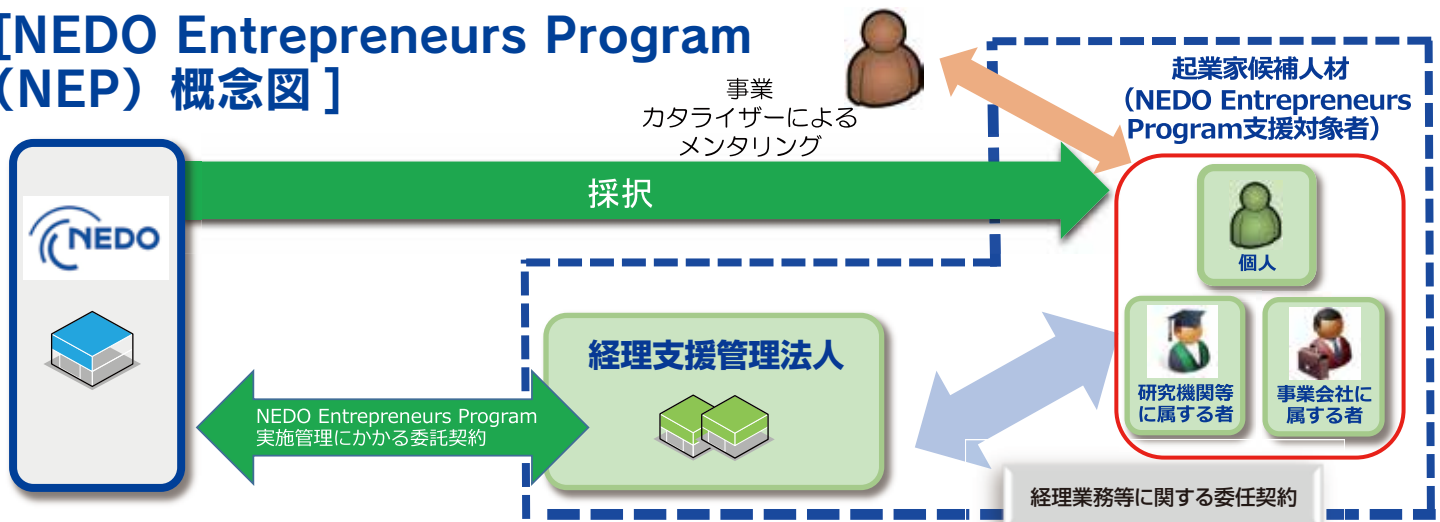 [NEDO Entrepreneurs Program
（NEP）概念図］
事業
カタライザーによる
メンタリング
起業家候補人材
（NEDO Entrepreneurs
Program支援対象者）
採択
NEDO
個人
経理支援管理法人
研究機関等
に属する者
事業会社に
属する者
NEDO Entrepreneurs Program
実施管理にかかる委託契約
経理業務等に関する委任契約